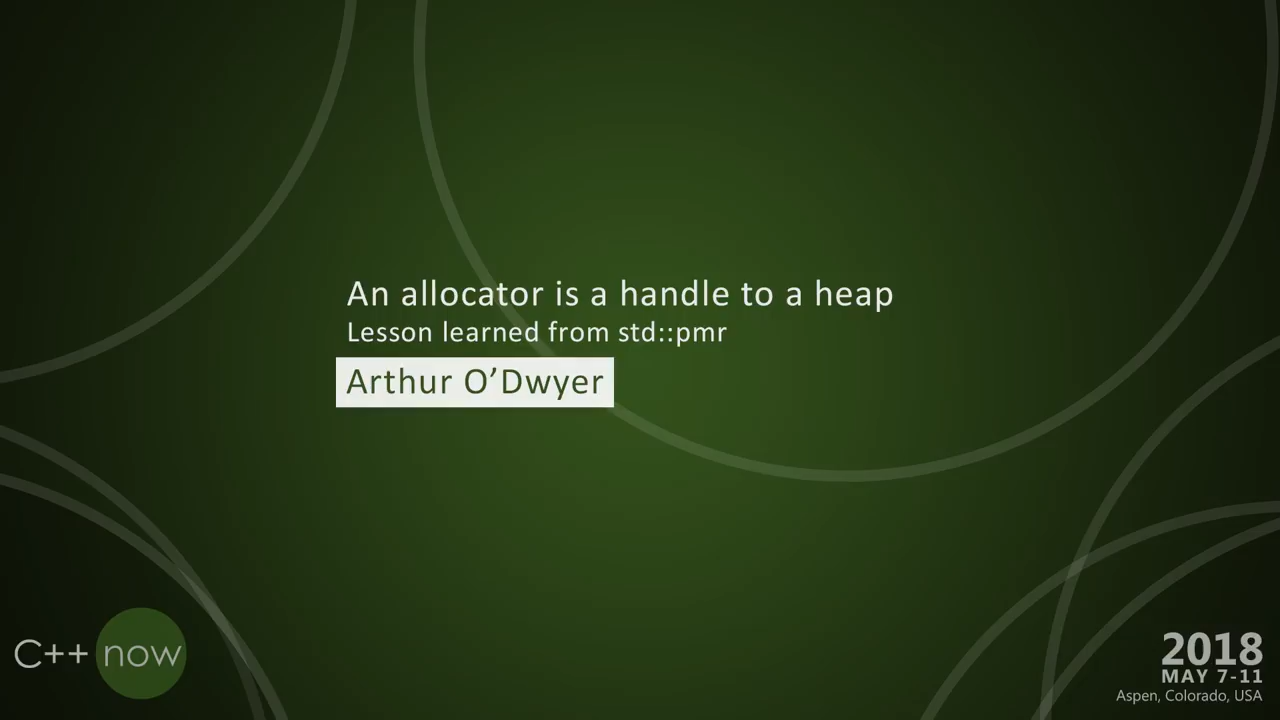 An allocator is a handle to a heap
Lesson learned from std::pmr
Arthur O’Dwyer
C++ now
2018
MAY 7-11
Aspen, Colorado, USA